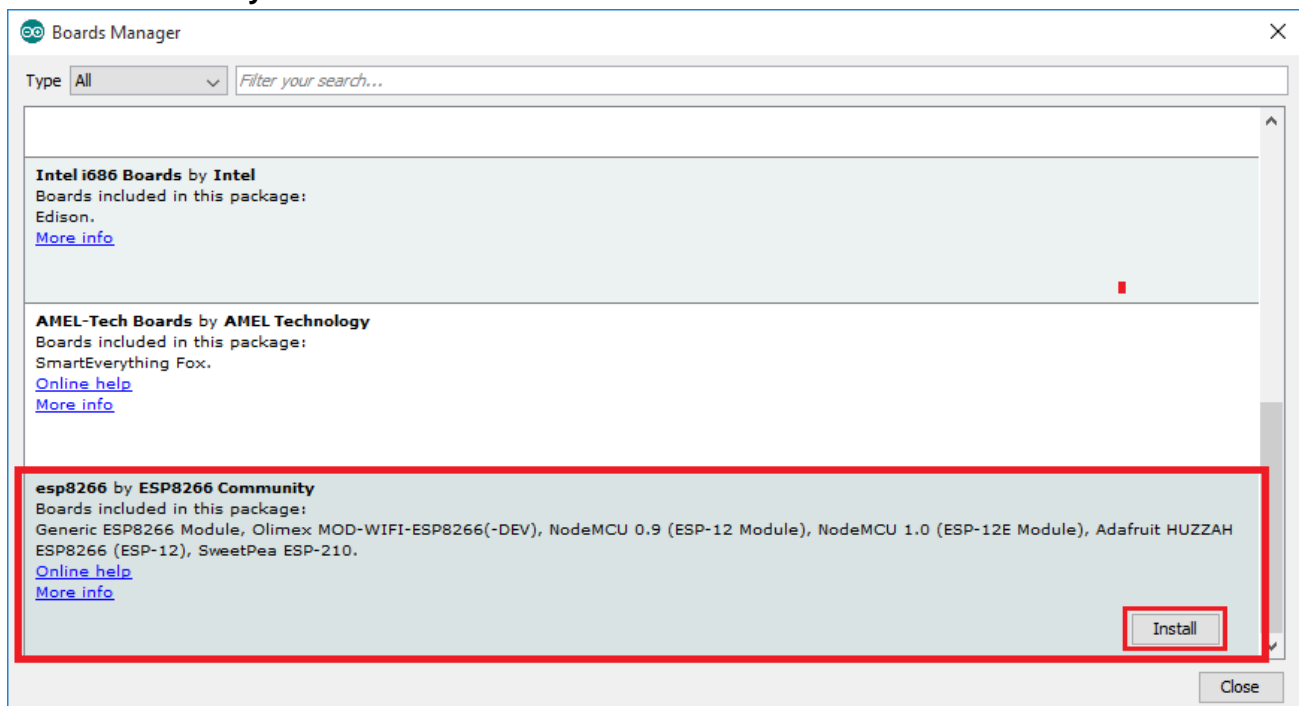 Boards Manager
Type All Filter your search...
Intel i686 Boards by Intel
Boards included in this package:
Edison.
More info
AMEL-Tech Boards by AMEL Technology
Boards included in this package:
SmartEverything Fox.
Online help
More info
esp8266 by ESP8266 Community
Boards included in this package:
Generic ESP8266 Module, Olimex MOD-WIFI-ESP8266(-DEV), NodeMCU 0.9 (ESP-12 Module), NodeMCU 1.0 (ESP-12E Module), Adafruit HUZZAH
ESP8266 (ESP-12), SweetPea ESP-210.
Online help
More info
Install
Close